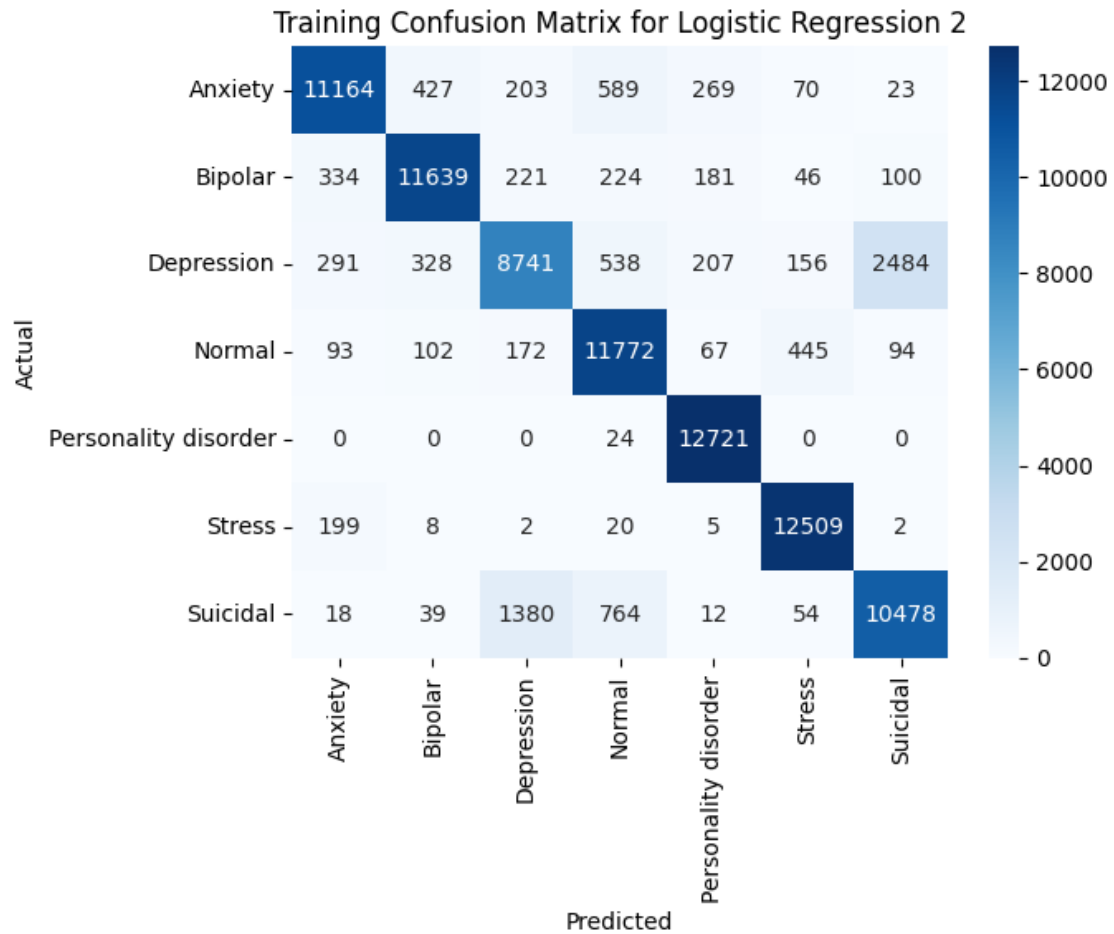 Training Confusion Matrix for Logistic Regression 2
Anxiety 11164 427 203 589 269 70 23
Bipolar 334 11639 221 224 181 46 100
Depression 291 328 8741 538 207 156 2484
Normal 93 102 172 11772 67 445 94
Personality disorder 0 0 0 24 12721 0 0
Stress 199 8 2 20 5 12509 2
Suicidal 18 39 1380 764 12 54 10478
Actual
Anxiety
Bipolar
Depression
Normal
Personality disorder
Stress
Suicidal
Predicted
12000
10000
8000
6000
4000
2000
0